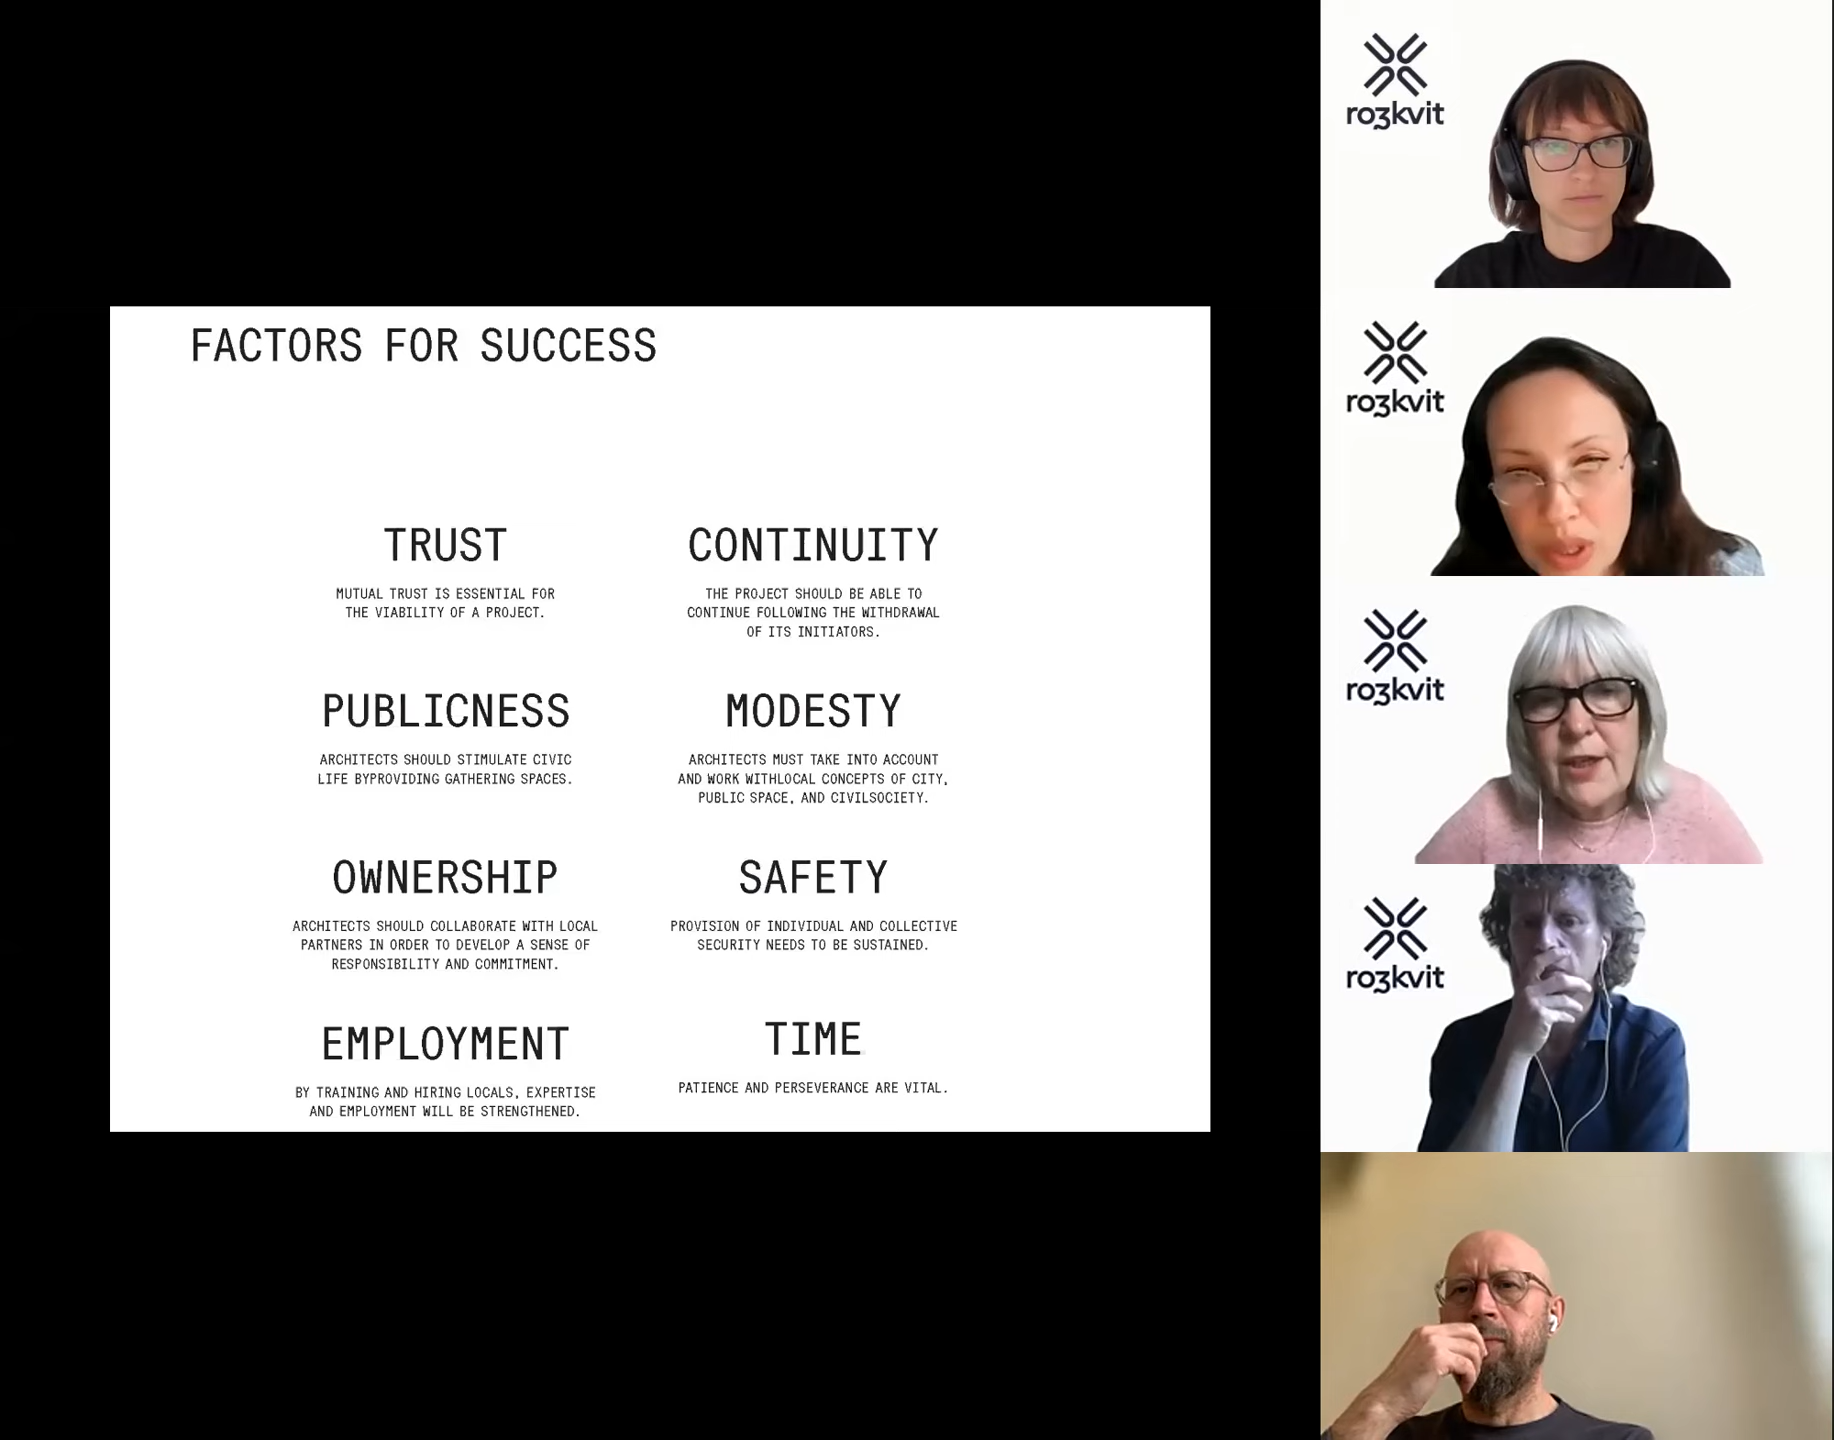 FACTORS FOR SUCCESS
TRUST
MUTUAL TRUST IS ESSENTIAL FOR
THE VIABILITY OF A PROJECT.
CONTINUITY
THE PROJECT SHOULD BE ABLE TO
CONTINUE FOLLOWING THE WITHDRAWAL
OF ITS INITIATORS.
PUBLICNESS
ARCHITECTS SHOULD STIMULATE CIVIC
LIFE BYPROVIDING GATHERING SPACES.
MODESTY
ARCHITECTS MUST TAKE INTO ACCOUNT
AND WORK WITHLOCAL CONCEPTS OF CITY,
PUBLIC SPACE, AND CIVILSOCIETY.
OWNERSHIP
ARCHITECTS SHOULD COLLABORATE WITH LOCAL
PARTNERS IN ORDER TO DEVELOP A SENSE OF
RESPONSIBILITY AND COMMITMENT.
SAFETY
PROVISION OF INDIVIDUAL AND COLLECTIVE
SECURITY NEEDS TO BE SUSTAINED.
EMPLOYMENT
BY TRAINING AND HIRING LOCALS, EXPERTISE
AND EMPLOYMENT WILL BE STRENGTHENED.
TIME
PATIENCE AND PERSEVERANCE ARE VITAL.
roзkvit
roзkvit
roзkvit
roзkvit